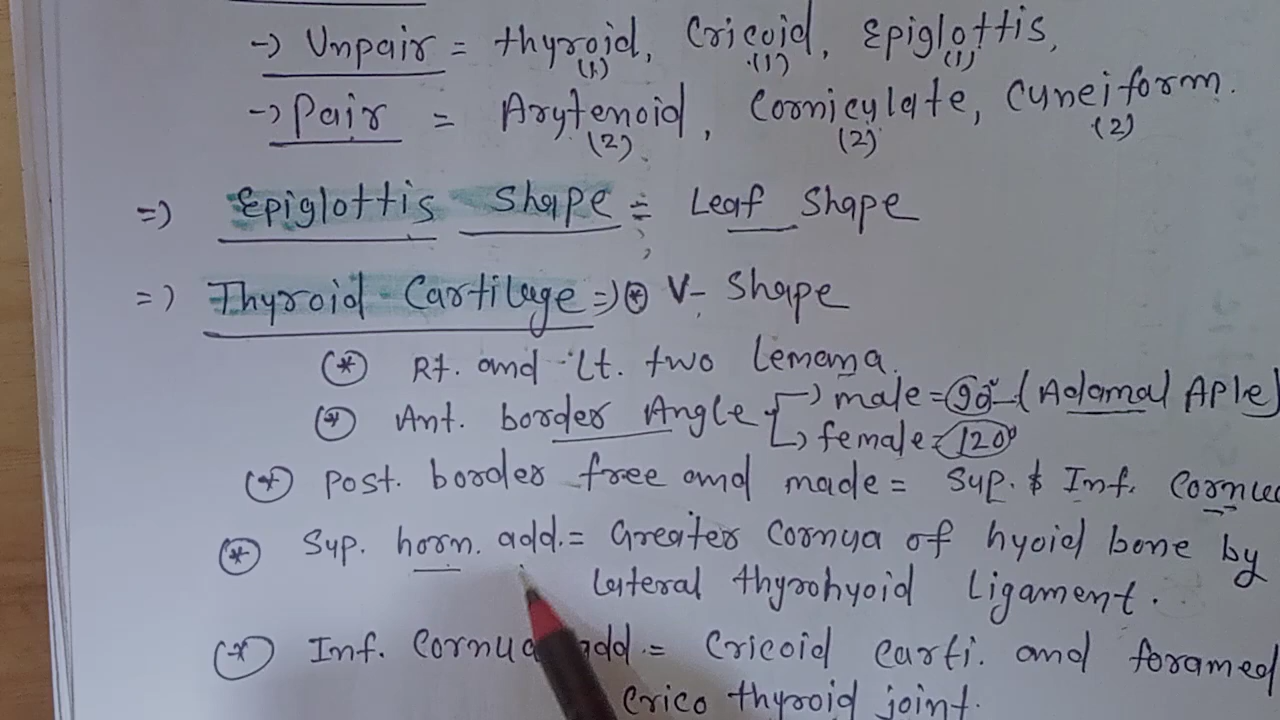 -> Unpair = thyroid, Cricoid, Epiglottis,
(1) (1) (1)
-> Pair = Arytenoid, Corniculate, Cuneiform.
(2) (2) (2)
=> Epiglottis Shape = Leaf Shape
=> Thyroid Cartilage => * V- Shape
* Rt. and Lt. two Lemana.
* Ant. border Angle -> male = 90° (Adamal Aple)
-> female = 120°
* Post. border free and made = Sup. & Inf. Cornue
* Sup. horn. add. = Greater Cornya of hyoid bone by
lateral thyrohyoid Ligament.
* Inf. Cornua add. = Cricoid carti. and foramed
Crico thyroid joint.